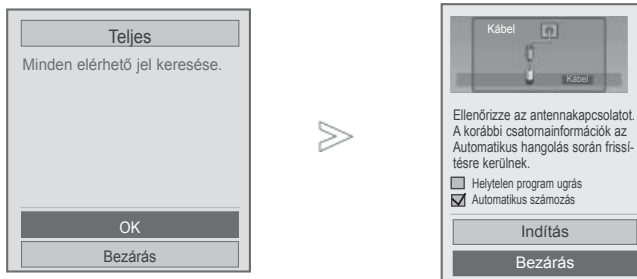 Teljes
Minden elérhető jel keresése.
OK
Bezárás
Kábel
Kábel
Ellenőrizze az antennakapcsolatot.
A korábbi csatornainformációk az
Automatikus hangolás során frissí-
tésre kerülnek.
Helytelen program ugrás
Automatikus számozás
Indítás
Bezárás